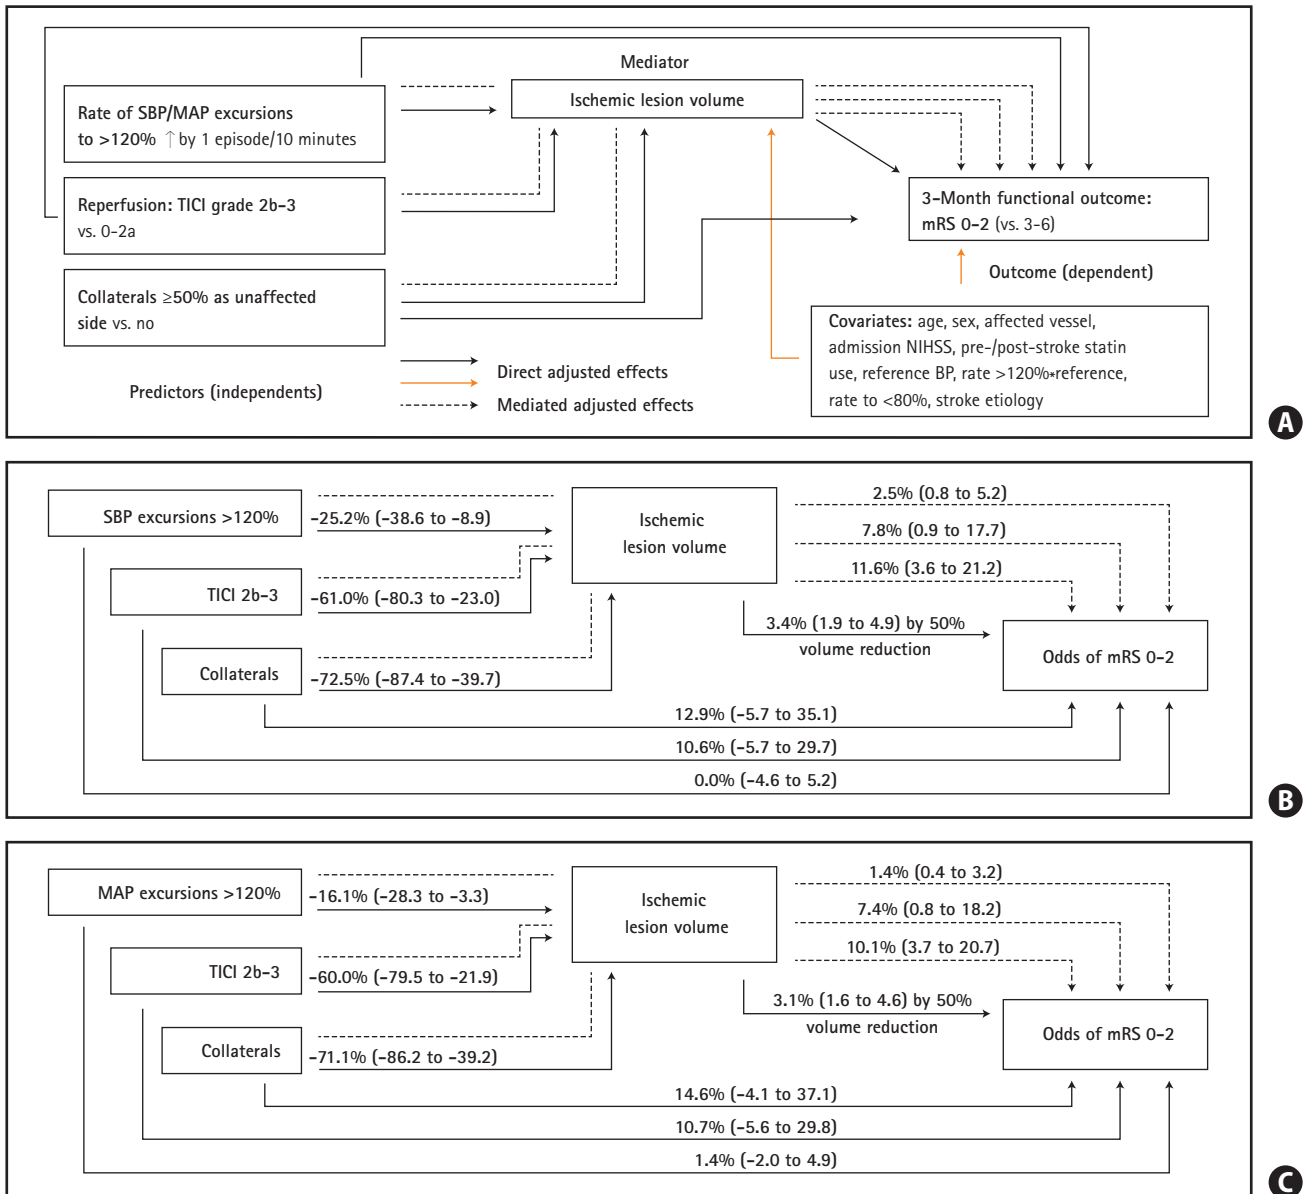 Mediator
Ischemic lesion volume
Rate of SBP/MAP excursions
to >120% ↑ by 1 episode/10 minutes
Reperfusion: TICI grade 2b-3
vs. 0-2a
3-Month functional outcome:
mRS 0-2 (vs. 3-6)
Outcome (dependent)
Collaterals ≥50% as unaffected
side vs. no
Covariates: age, sex, affected vessel,
admission NIHSS, pre-/post-stroke statin
use, reference BP, rate >120%*reference,
rate to <80%, stroke etiology
Predictors (independents)
Direct adjusted effects
Mediated adjusted effects
A
SBP excursions >120%
-25.2% (-38.6 to -8.9)
Ischemic
lesion volume
2.5% (0.8 to 5.2)
7.8% (0.9 to 17.7)
11.6% (3.6 to 21.2)
TICI 2b-3
-61.0% (-80.3 to -23.0)
3.4% (1.9 to 4.9) by 50%
volume reduction
Odds of mRS 0-2
Collaterals
-72.5% (-87.4 to -39.7)
12.9% (-5.7 to 35.1)
10.6% (-5.7 to 29.7)
0.0% (-4.6 to 5.2)
B
MAP excursions >120%
-16.1% (-28.3 to -3.3)
Ischemic
lesion volume
1.4% (0.4 to 3.2)
7.4% (0.8 to 18.2)
10.1% (3.7 to 20.7)
TICI 2b-3
-60.0% (-79.5 to -21.9)
3.1% (1.6 to 4.6) by 50%
volume reduction
Odds of mRS 0-2
Collaterals
-71.1% (-86.2 to -39.2)
14.6% (-4.1 to 37.1)
10.7% (-5.6 to 29.8)
1.4% (-2.0 to 4.9)
C